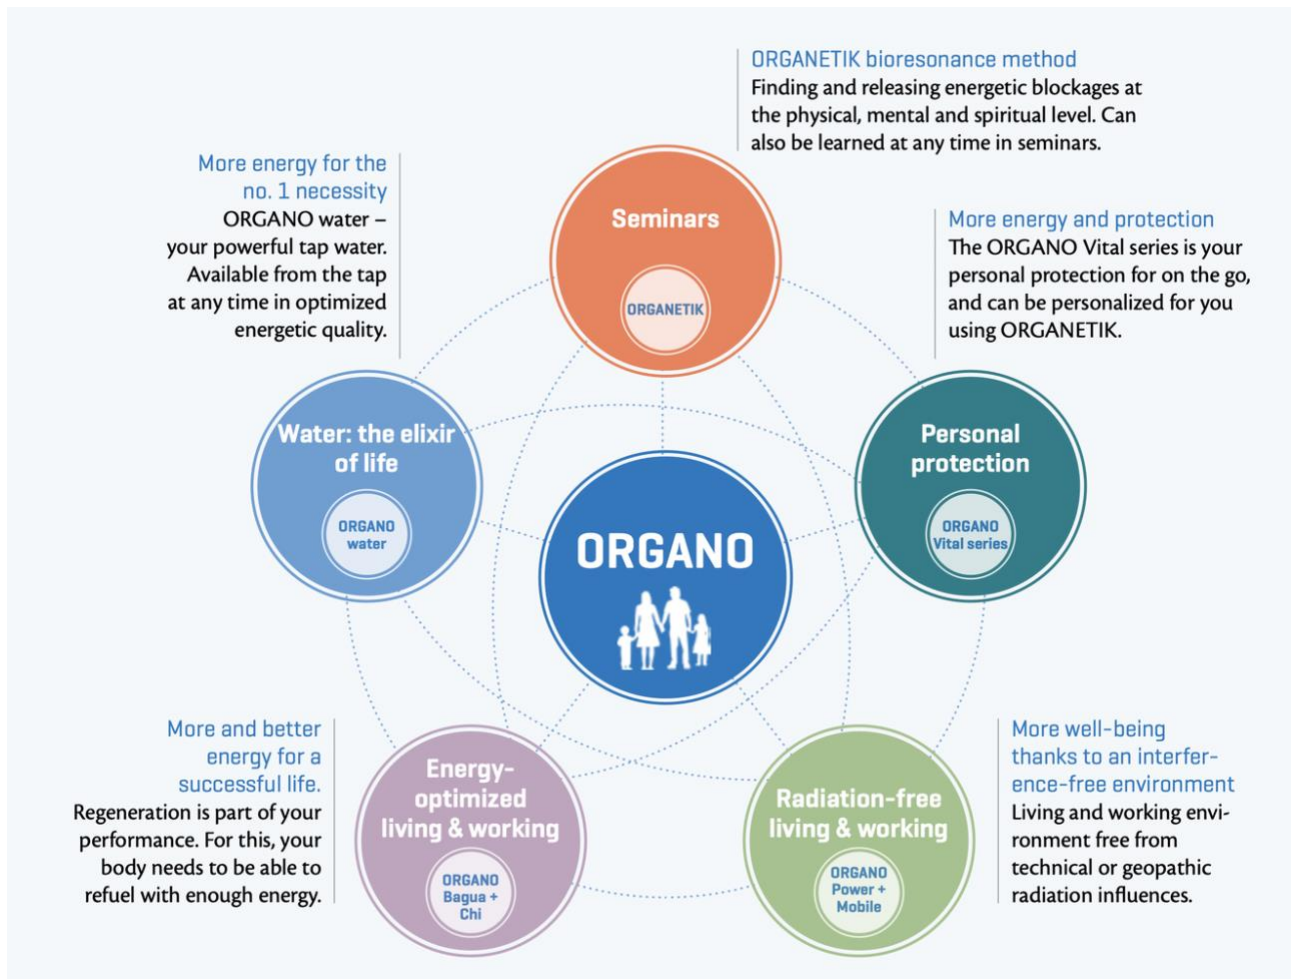 ORGANETIK bioresonance method
Finding and releasing energetic blockages at
the physical, mental and spiritual level. Can
also be learned at any time in seminars.
More energy for the
no. 1 necessity
ORGANO water –
your powerful tap water.
Available from the tap
at any time in optimized
energetic quality.
Seminars
ORGANETIK
More energy and protection
The ORGANO Vital series is your
personal protection for on the go,
and can be personalized for you
using ORGANETIK.
Water: the elixir
of life
ORGANO
water
Personal
protection
ORGANO
Vital series
ORGANO
More and better
energy for a
successful life.
Regeneration is part of your
performance. For this, your
body needs to be able to
refuel with enough energy.
Energy-
optimized
living & working
ORGANO
Bagua +
Chi
Radiation-free
living & working
ORGANO
Power +
Mobile
More well-being
thanks to an interfer-
ence-free environment
Living and working envi-
ronment free from
technical or geopathic
radiation influences.